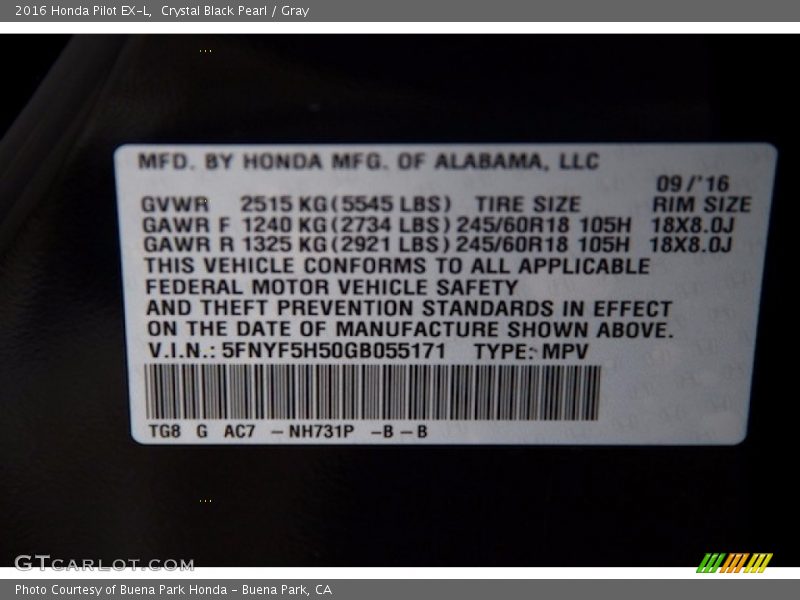 2016 Honda Pilot EX-L,  Crystal Black Pearl / Gray
MFD. BY HONDA MFG. OF ALABAMA, LLC
09/'16
GVWR 2515 KG(5545 LBS) TIRE SIZE RIM SIZE
GAWR F 1240 KG(2734 LBS) 245/60R18 105H 18X8.0J
GAWR R 1325 KG(2921 LBS) 245/60R18 105H 18X8.0J
THIS VEHICLE CONFORMS TO ALL APPLICABLE
FEDERAL MOTOR VEHICLE SAFETY
AND THEFT PREVENTION STANDARDS IN EFFECT
ON THE DATE OF MANUFACTURE SHOWN ABOVE.
V.I.N.: 5FNYF5H50GB055171 TYPE: MPV
TG8 G AC7 –NH731P –B–B
GTCARLOT.COM
Photo Courtesy of Buena Park Honda - Buena Park, CA